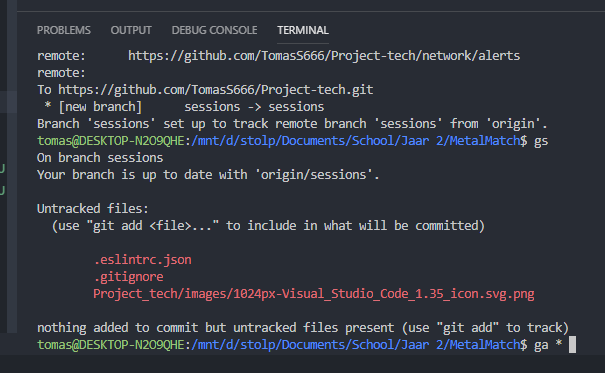 PROBLEMS OUTPUT DEBUG CONSOLE TERMINAL
remote:      https://github.com/TomasS666/Project-tech/network/alerts
remote:
To https://github.com/TomasS666/Project-tech.git
 * [new branch]      sessions -> sessions
Branch 'sessions' set up to track remote branch 'sessions' from 'origin'.
tomas@DESKTOP-N2O9QHE:/mnt/d/stolp/Documents/School/Jaar 2/MetalMatch$ gs
On branch sessions
Your branch is up to date with 'origin/sessions'.
Untracked files:
  (use "git add <file>..." to include in what will be committed)
U
        .eslintrc.json
U
        .gitignore
        Project_tech/images/1024px-Visual_Studio_Code_1.35_icon.svg.png
nothing added to commit but untracked files present (use "git add" to track)
tomas@DESKTOP-N2O9QHE:/mnt/d/stolp/Documents/School/Jaar 2/MetalMatch$ ga *